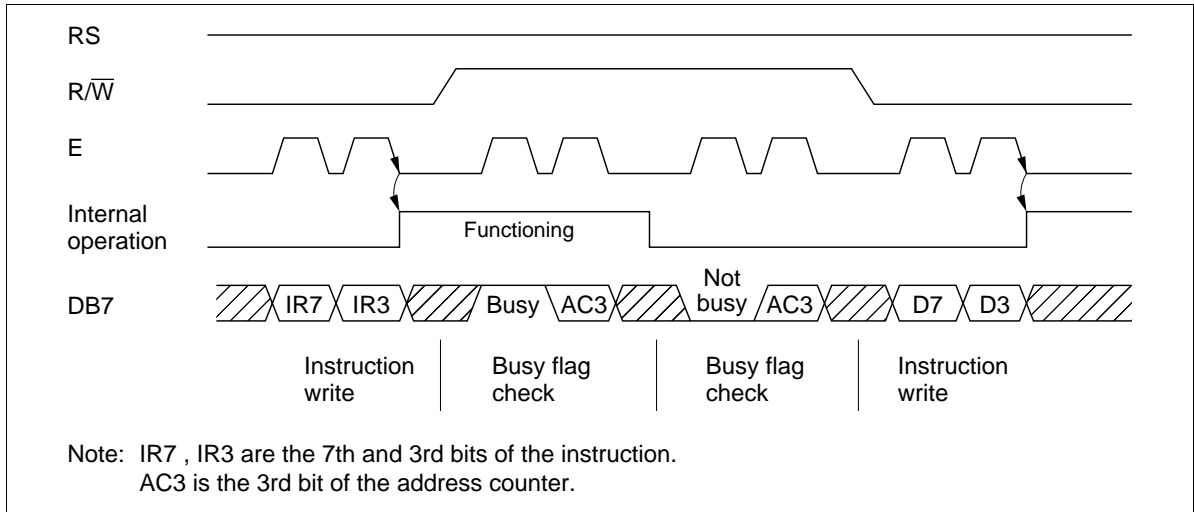 RS
R/W̅
E
Internal
operation
Functioning
DB7
IR7 IR3 Busy AC3 Not busy AC3 D7 D3
Instruction
write
Busy flag
check
Busy flag
check
Instruction
write
Note: IR7 , IR3 are the 7th and 3rd bits of the instruction.
AC3 is the 3rd bit of the address counter.